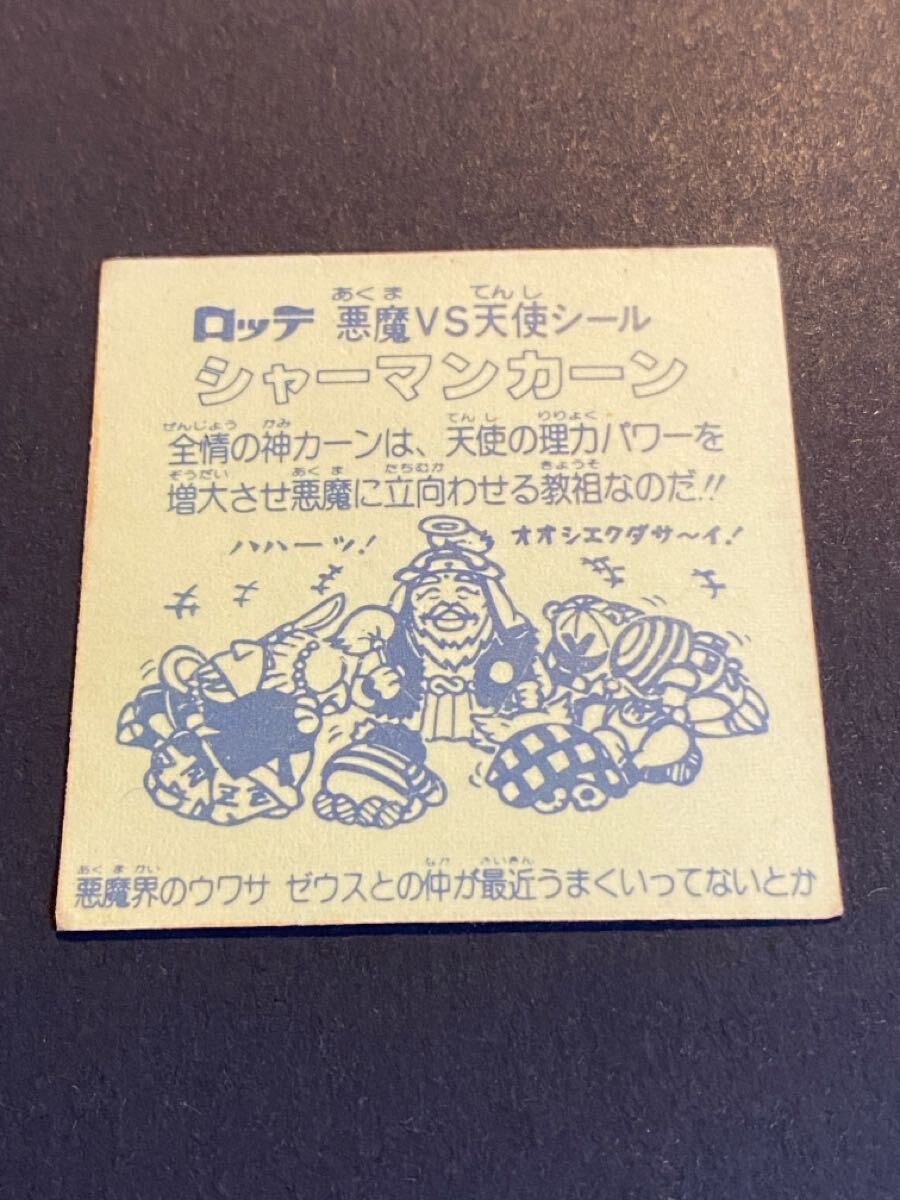 ロッテ 悪魔VS天使シール
あくま てんし
シャーマンカーン
ぜんじょう かみ てんし りりょく
全情の神カーンは、天使の理力パワーを
ぞうだい あくま たちむか きょうそ
増大させ悪魔に立向わせる教祖なのだ!!
ハハーッ!
オオシエクダサ〜イ!
あくまかい なか さいきん
悪魔界のウワサ ゼウスとの仲が最近うまくいってないとか